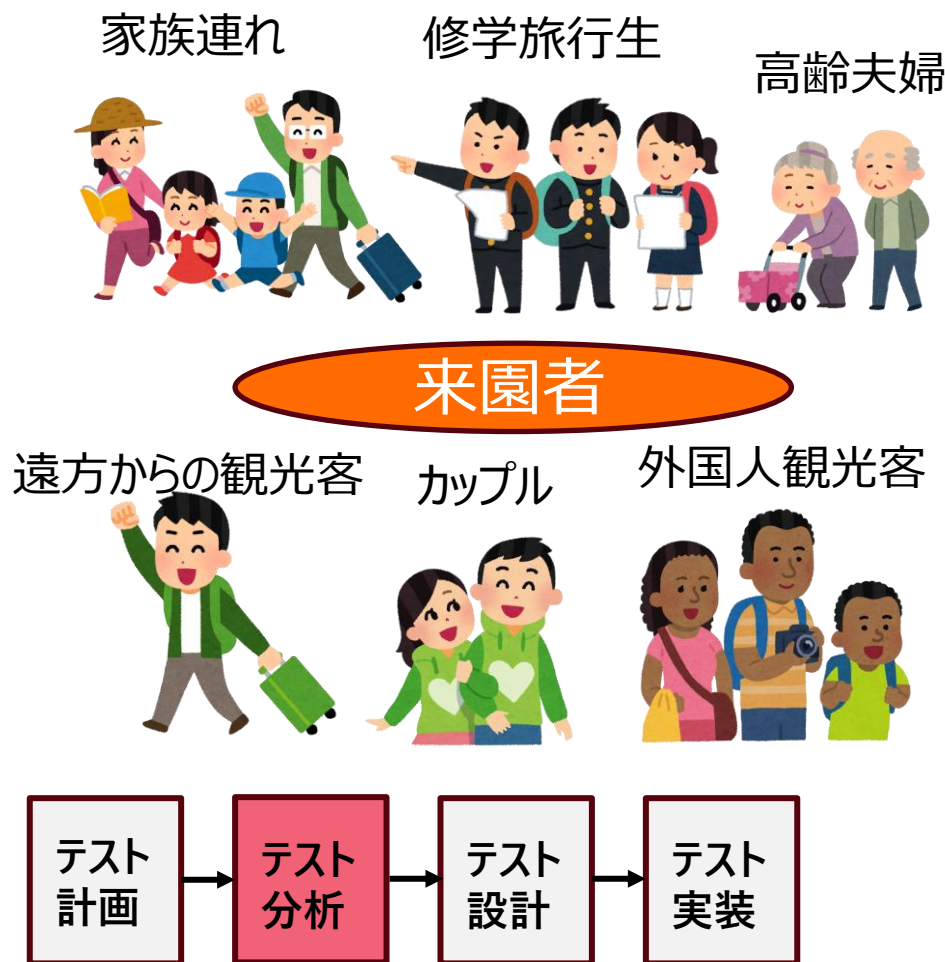 家族連れ
修学旅行生
高齢夫婦
来園者
遠方からの観光客
カップル
外国人観光客
テスト
計画
テスト
分析
テスト
設計
テスト
実装